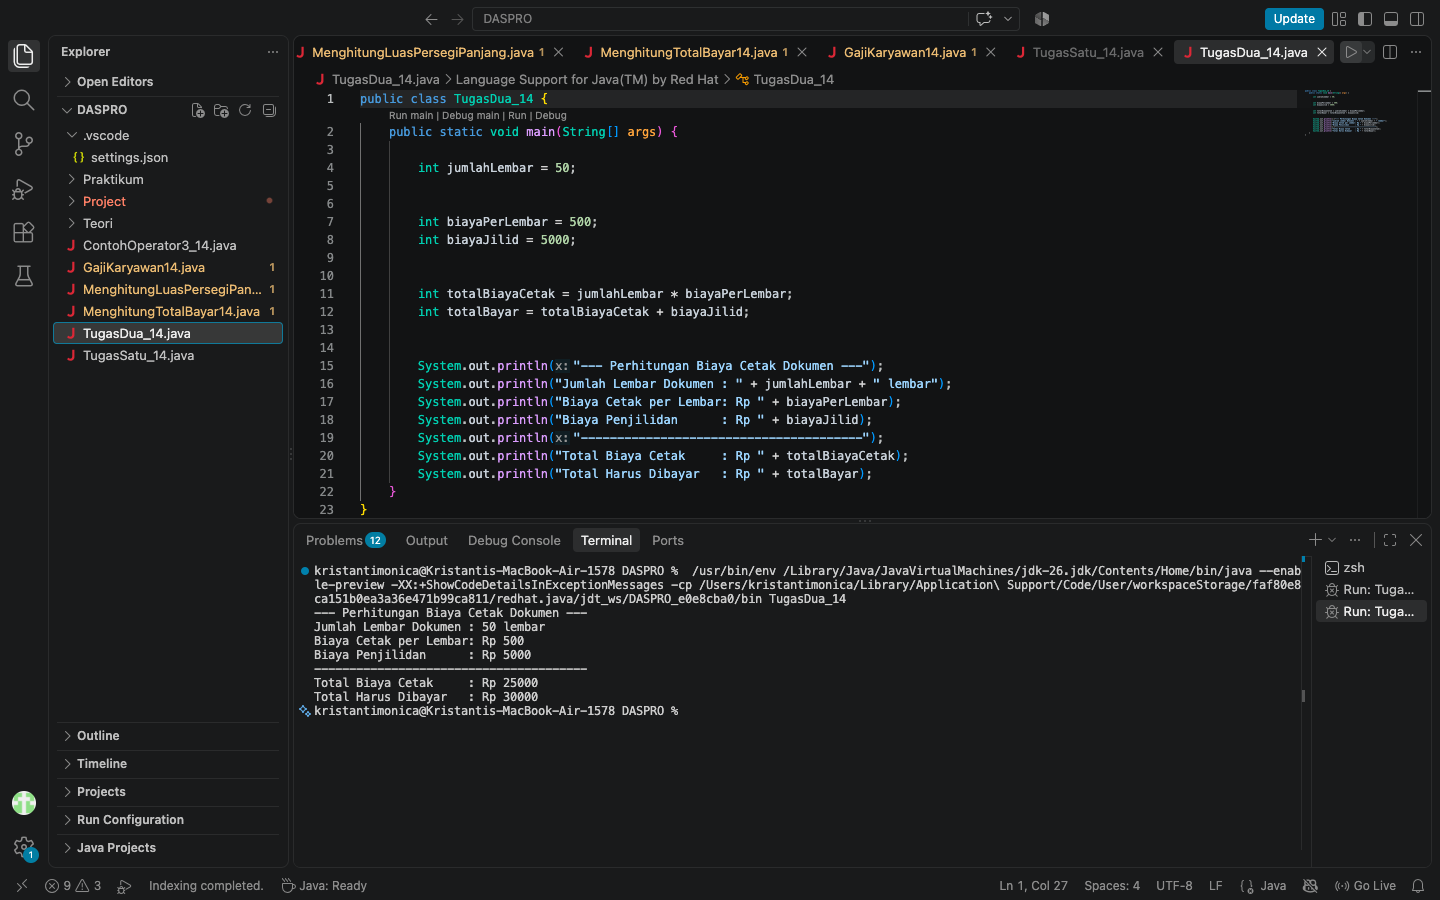 DASPRO
Update
Explorer
Open Editors
DASPRO
.vscode
{} settings.json
Praktikum
Project
Teori
J ContohOperator3_14.java
J GajiKaryawan14.java 1
J MenghitungLuasPersegiPan... 1
J MenghitungTotalBayar14.java 1
J TugasDua_14.java
J TugasSatu_14.java
Outline
Timeline
Projects
Run Configuration
Java Projects
1
J MenghitungLuasPersegiPanjang.java 1
J MenghitungTotalBayar14.java 1
J GajiKaryawan14.java 1
J TugasSatu_14.java
J TugasDua_14.java
J TugasDua_14.java > Language Support for Java(TM) by Red Hat > TugasDua_14
1 public class TugasDua_14 {
Run main | Debug main | Run | Debug
2 public static void main(String[] args) {
3
4 int jumlahLembar = 50;
5
6
7 int biayaPerLembar = 500;
8 int biayaJilid = 5000;
9
10
11 int totalBiayaCetak = jumlahLembar * biayaPerLembar;
12 int totalBayar = totalBiayaCetak + biayaJilid;
13
14
15 System.out.println(x:"--- Perhitungan Biaya Cetak Dokumen ---");
16 System.out.println("Jumlah Lembar Dokumen : " + jumlahLembar + " lembar");
17 System.out.println("Biaya Cetak per Lembar: Rp " + biayaPerLembar);
18 System.out.println("Biaya Penjilidan      : Rp " + biayaJilid);
19 System.out.println(x:"---------------------------------------");
20 System.out.println("Total Biaya Cetak     : Rp " + totalBiayaCetak);
21 System.out.println("Total Harus Dibayar   : Rp " + totalBayar);
22 }
23 }
Problems 12 Output Debug Console Terminal Ports
kristantimonica@Kristantis-MacBook-Air-1578 DASPRO %  /usr/bin/env /Library/Java/JavaVirtualMachines/jdk-26.jdk/Contents/Home/bin/java --enab
le-preview -XX:+ShowCodeDetailsInExceptionMessages -cp /Users/kristantimonica/Library/Application\ Support/Code/User/workspaceStorage/faf80e8
ca151b0ea3a36e471b99ca811/redhat.java/jdt_ws/DASPRO_e0e8cba0/bin TugasDua_14
--- Perhitungan Biaya Cetak Dokumen ---
Jumlah Lembar Dokumen : 50 lembar
Biaya Cetak per Lembar: Rp 500
Biaya Penjilidan      : Rp 5000
---------------------------------------
Total Biaya Cetak     : Rp 25000
Total Harus Dibayar   : Rp 30000
kristantimonica@Kristantis-MacBook-Air-1578 DASPRO %
zsh
Run: Tuga...
Run: Tuga...
9 3 Indexing completed. Java: Ready
Ln 1, Col 27 Spaces: 4 UTF-8 LF {} Java Go Live